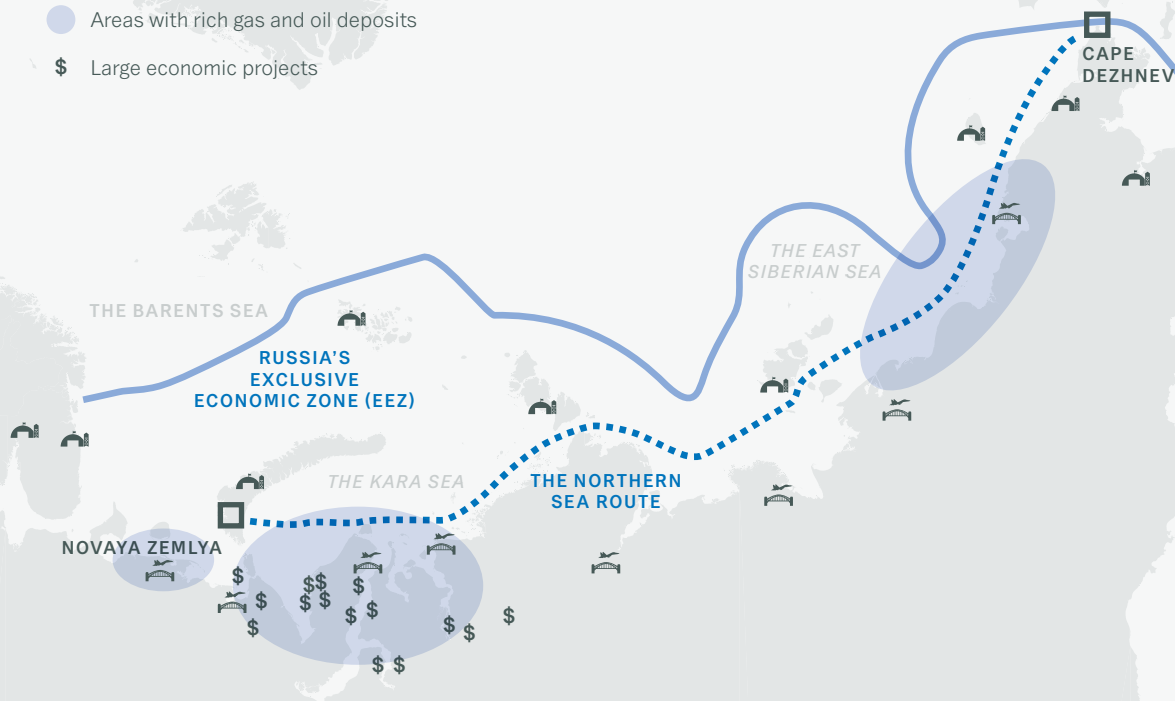 Areas with rich gas and oil deposits
$ Large economic projects
CAPE
DEZHNEV
THE EAST
SIBERIAN SEA
THE BARENTS SEA
RUSSIA’S
EXCLUSIVE
ECONOMIC ZONE (EEZ)
THE KARA SEA
THE NORTHERN
SEA ROUTE
NOVAYA ZEMLYA
$
$ $
$
$
$ $
$
$
$
$
$
$
$
$ $